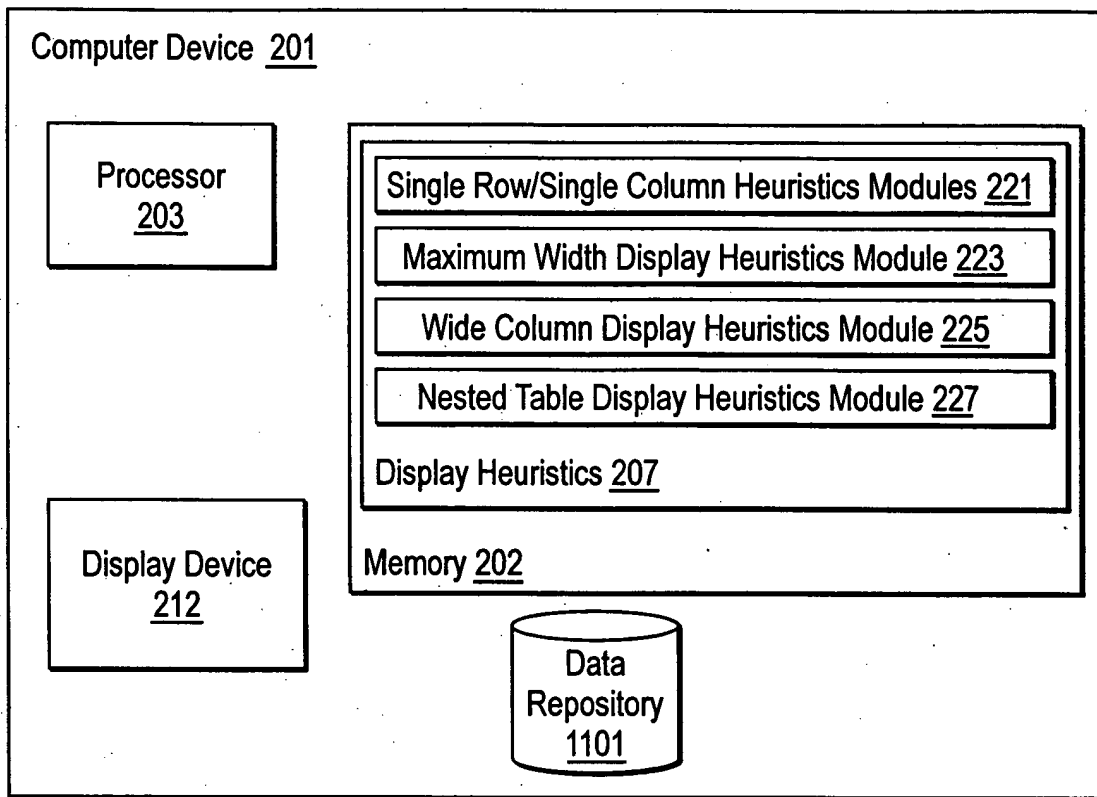 Computer Device 201
Processor
203
Single Row/Single Column Heuristics Modules 221
Maximum Width Display Heuristics Module 223
Wide Column Display Heuristics Module 225
Nested Table Display Heuristics Module 227
Display Heuristics 207
Memory 202
Display Device
212
Data
Repository
1101